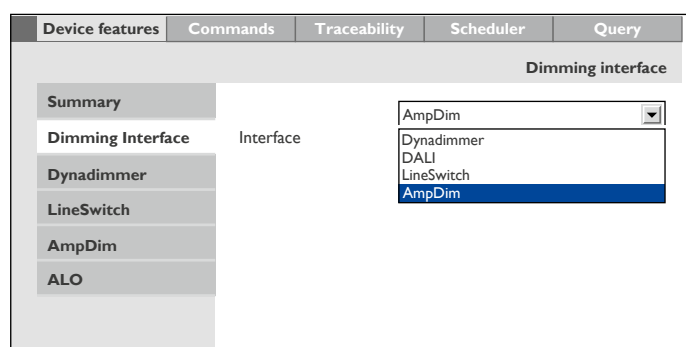 Device features Commands Traceability Scheduler Query
Dimming interface
Summary
Dimming Interface
Dynadimmer
LineSwitch
AmpDim
ALO
Interface
AmpDim
Dynadimmer
DALI
LineSwitch
AmpDim